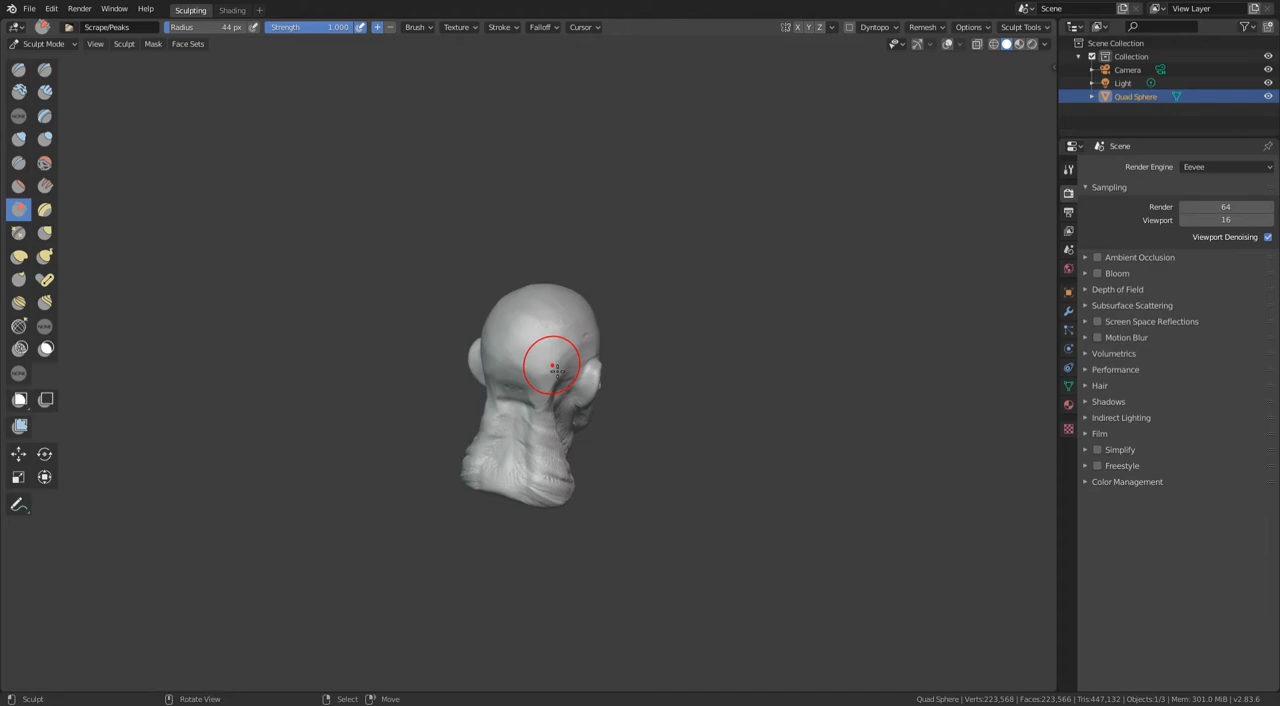 File Edit Render Window Help Sculpting Shading + Scene View Layer
Scrape/Peaks Radius 44 px Strength 1.000 Brush Texture Stroke Falloff Cursor X Y Z Dyntopo Remesh Options Sculpt Tools
Sculpt Mode View Sculpt Mask Face Sets
Scene Collection
Collection
Camera
Light
Quad Sphere
NONE
Scene
Render Engine Eevee
Sampling
Render 64
Viewport 16
Viewport Denoising
Ambient Occlusion
Bloom
Depth of Field
Subsurface Scattering
Screen Space Reflections
NONE
Motion Blur
Volumetrics
Performance
NONE
Hair
Shadows
Indirect Lighting
Film
Simplify
Freestyle
Color Management
Sculpt Rotate View Select Move Quad Sphere | Verts:223,568 | Faces:223,566 | Tris:447,132 | Objects:1/3 | Mem: 301.0 MiB | v2.83.6